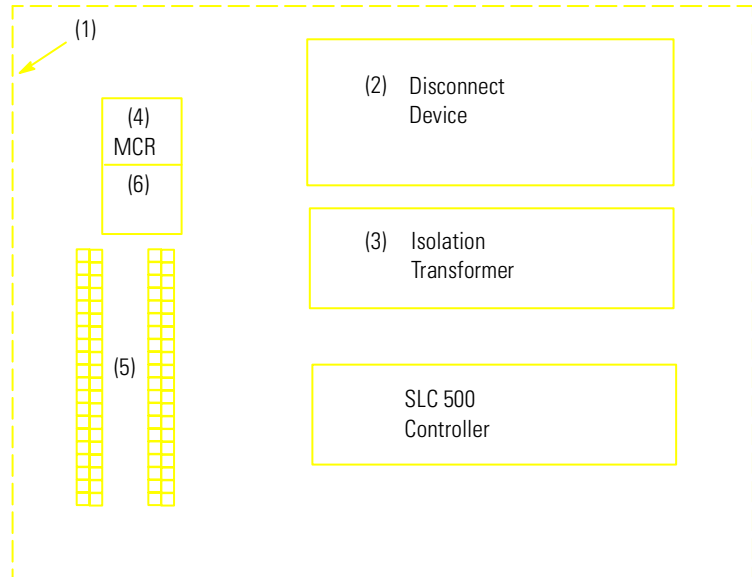 (1)
(2) Disconnect
Device
(4)
MCR
(6)
(3) Isolation
Transformer
(5)
SLC 500
Controller